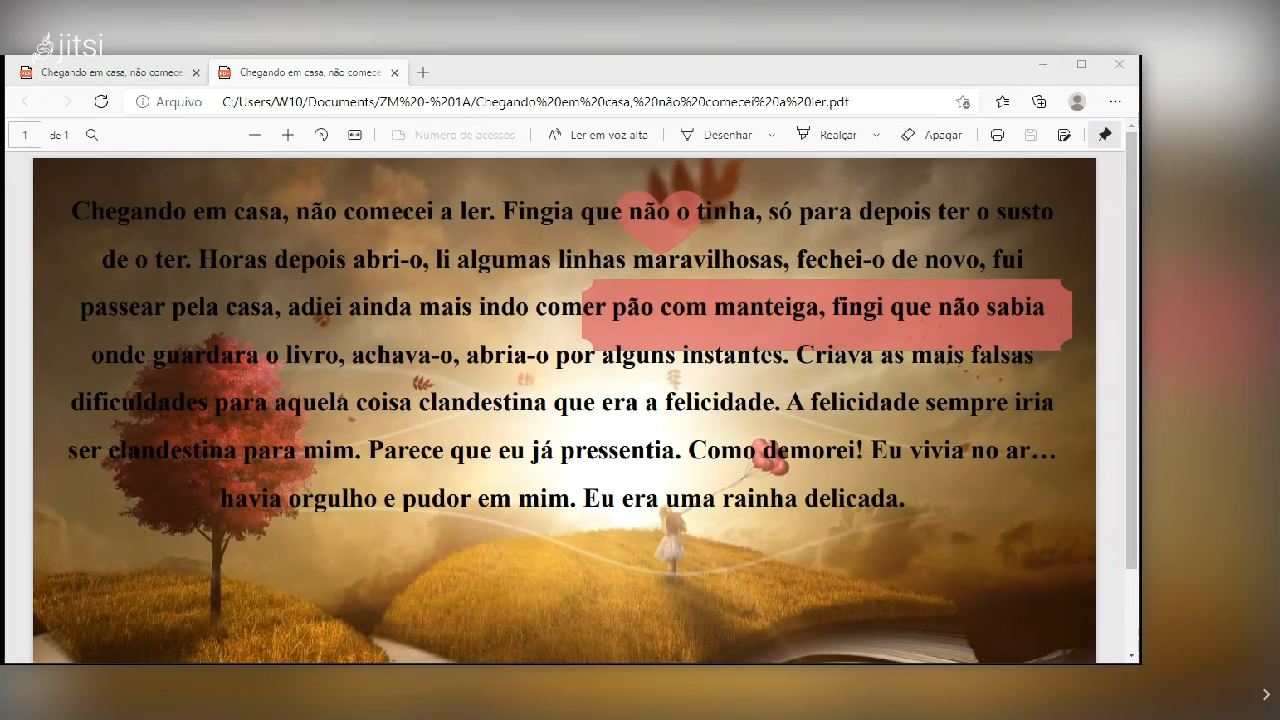 jitsi
Chegando em casa, não comece
Chegando em casa, não comece
Arquivo C:/Users/W10/Documents/7M%20-%201A/Chegando%20em%20casa,%20não%20comecei%20a%20ler.pdf
1 de 1 Número de acessos Ler em voz alta Desenhar Realçar Apagar
Chegando em casa, não comecei a ler. Fingia que não o tinha, só para depois ter o susto
de o ter. Horas depois abri-o, li algumas linhas maravilhosas, fechei-o de novo, fui
passear pela casa, adiei ainda mais indo comer pão com manteiga, fingi que não sabia
onde guardara o livro, achava-o, abria-o por alguns instantes. Criava as mais falsas
dificuldades para aquela coisa clandestina que era a felicidade. A felicidade sempre iria
ser clandestina para mim. Parece que eu já pressentia. Como demorei! Eu vivia no ar…
havia orgulho e pudor em mim. Eu era uma rainha delicada.